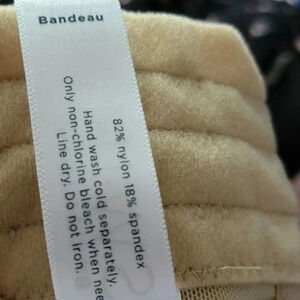 Bandeau
82% nylon 18% spandex
Hand wash cold separately.
Only non-chlorine bleach when nee
Line dry. Do not iron.